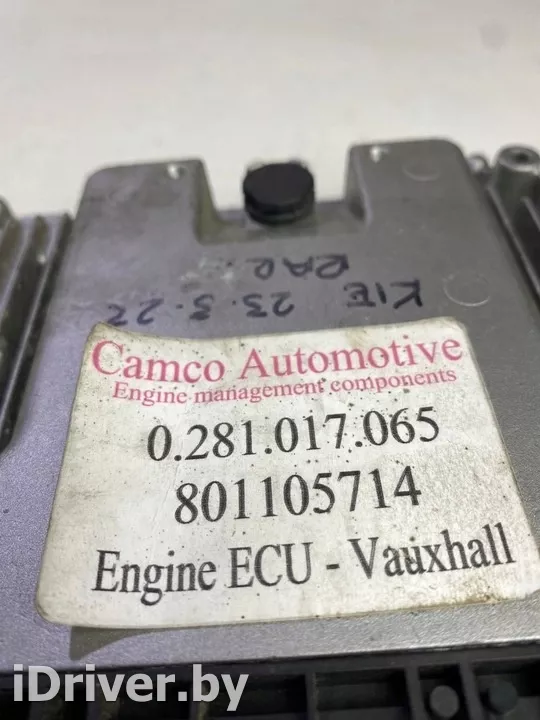 KIE 23.3.22
Camco Automotive
Engine management components
0.281.017.065
801105714
Engine ECU - Vauxhall
iDriver.by